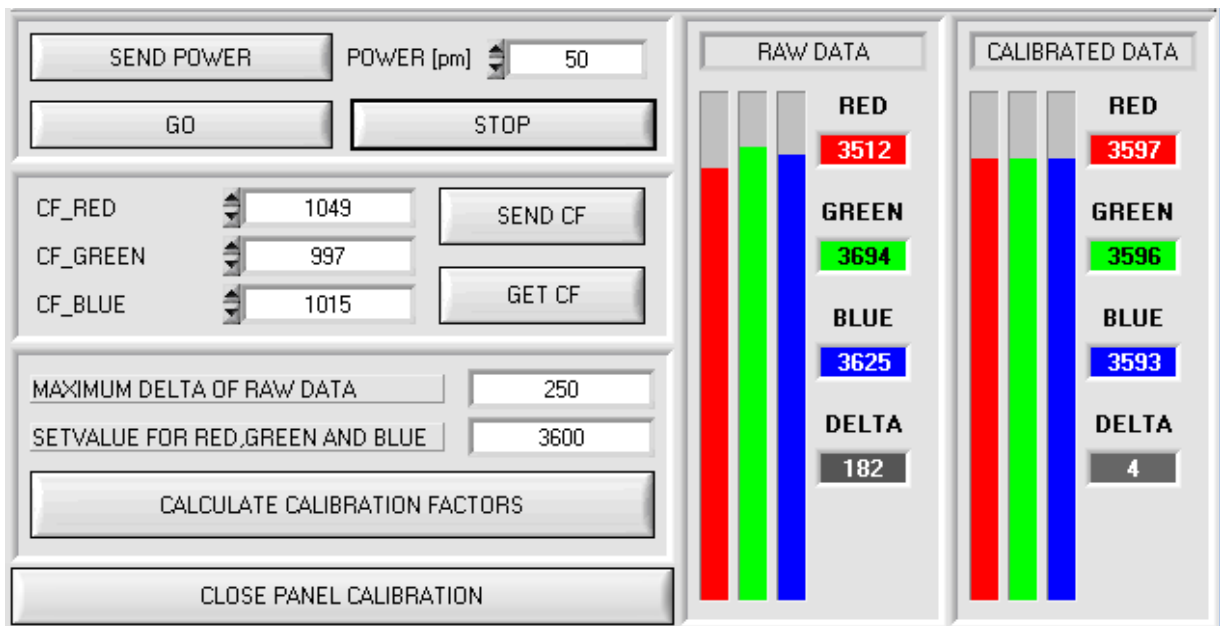 SEND POWER
POWER [pm]
50
GO
STOP
CF_RED
1049
SEND CF
CF_GREEN
997
CF_BLUE
1015
GET CF
MAXIMUM DELTA OF RAW DATA
250
SETVALUE FOR RED,GREEN AND BLUE
3600
CALCULATE CALIBRATION FACTORS
CLOSE PANEL CALIBRATION
RAW DATA
RED
3512
GREEN
3694
BLUE
3625
DELTA
182
CALIBRATED DATA
RED
3597
GREEN
3596
BLUE
3593
DELTA
4